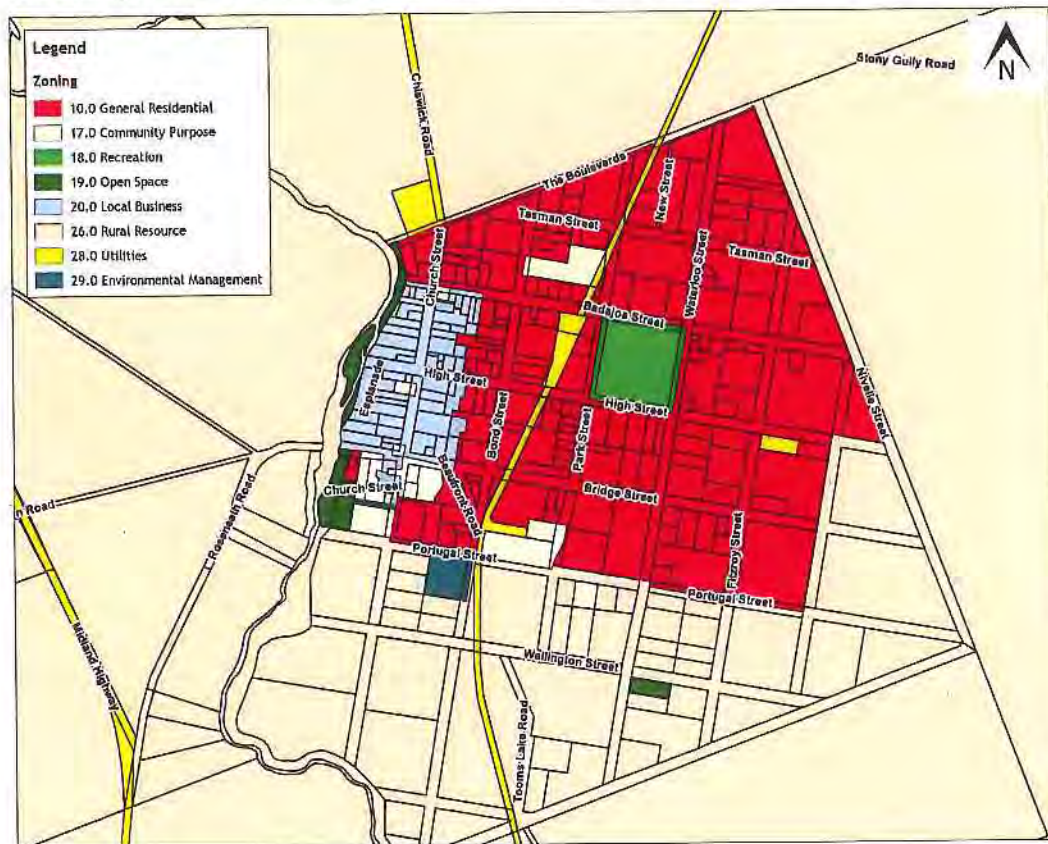 Legend
Zoning
10.0 General Residential
17.0 Community Purpose
18.0 Recreation
19.0 Open Space
20.0 Local Business
26.0 Rural Resource
28.0 Utilities
29.0 Environmental Management
N
Stony Gully Road
Chiswick Road
The Boulevards
New Street
Tasman Street
Tasman Street
Church Street
Waterloo Street
Badajos Street
Esplanade
High Street
High Street
Nivelle Street
Bond Street
Park Street
Beaufront Road
Church Street
Bridge Street
n Road
Roseneath Road
Portugal Street
Fitzroy Street
Portugal Street
Midland Highway
Wellington Street
Tooms Lake Road